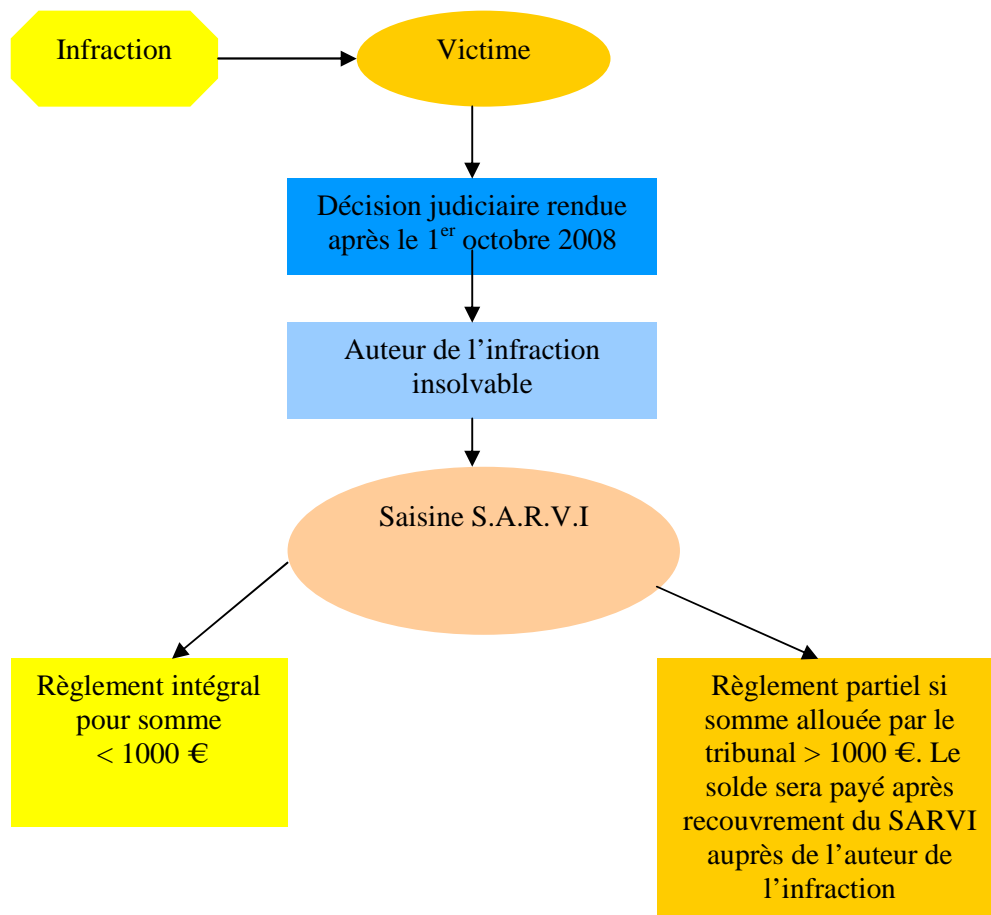 Infraction
Victime
Décision judiciaire rendue
après le 1er octobre 2008
Auteur de l’infraction
insolvable
Saisine S.A.R.V.I
Règlement intégral
pour somme
< 1000 €
Règlement partiel si
somme allouée par le
tribunal > 1000 €. Le
solde sera payé après
recouvrement du SARVI
auprès de l’auteur de
l’infraction